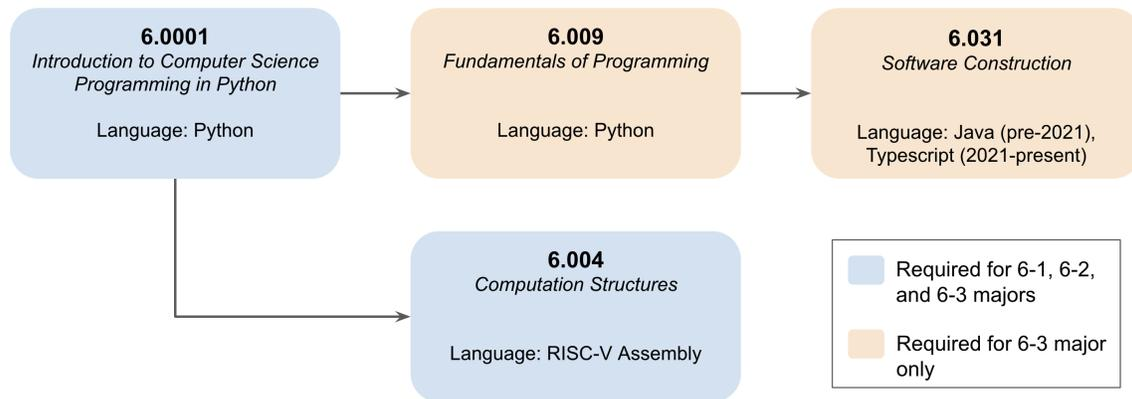 6.0001
Introduction to Computer Science
Programming in Python
Language: Python
6.009
Fundamentals of Programming
Language: Python
6.031
Software Construction
Language: Java (pre-2021),
Typescript (2021-present)
6.004
Computation Structures
Language: RISC-V Assembly
Required for 6-1, 6-2,
and 6-3 majors
Required for 6-3 major
only